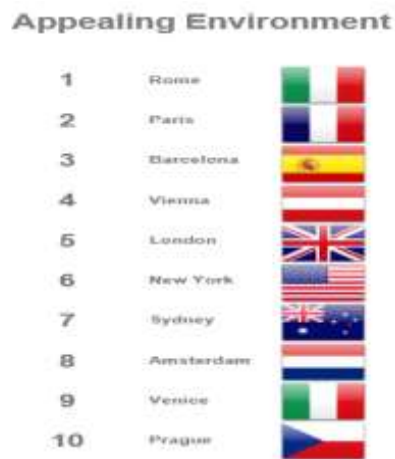 Appealing Environment
1 Rome
2 Paris
3 Barcelona
4 Vienna
5 London
6 New York
7 Sydney
8 Amsterdam
9 Venice
10 Prague